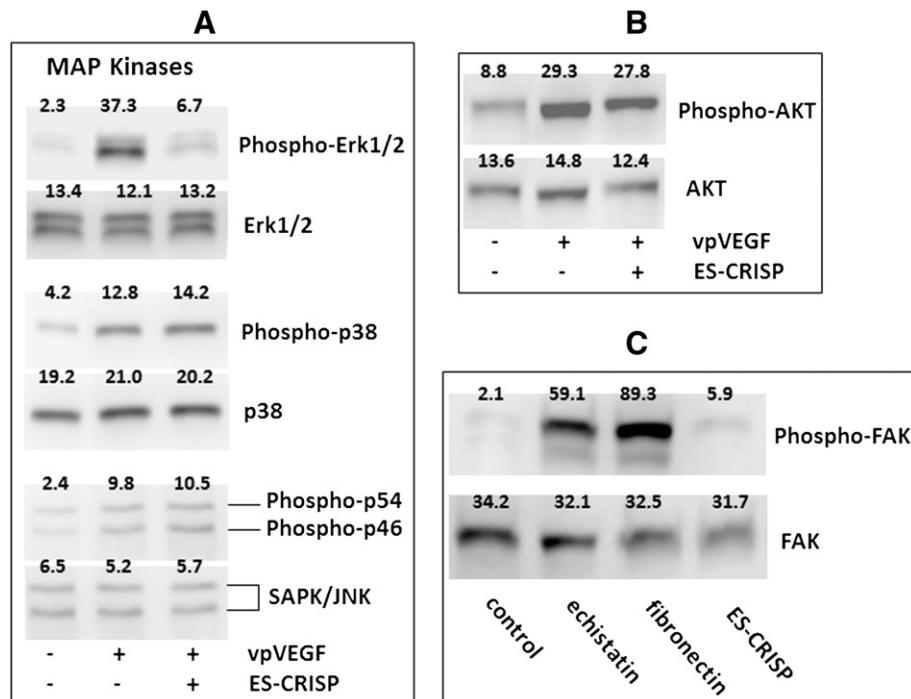 A
MAP Kinases
2.3 37.3 6.7
Phospho-Erk1/2
13.4 12.1 13.2
Erk1/2
4.2 12.8 14.2
Phospho-p38
19.2 21.0 20.2
p38
2.4 9.8 10.5
Phospho-p54
Phospho-p46
6.5 5.2 5.7
SAPK/JNK
- + + vpVEGF
- - + ES-CRISP
B
8.8 29.3 27.8
Phospho-AKT
13.6 14.8 12.4
AKT
- + + vpVEGF
- - + ES-CRISP
C
2.1 59.1 89.3 5.9
Phospho-FAK
34.2 32.1 32.5 31.7
FAK
control
echistatin
fibronectin
ES-CRISP